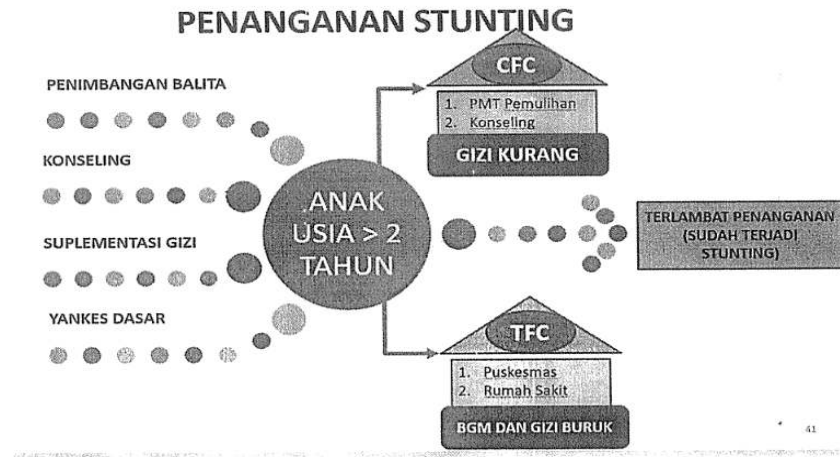 PENANGANAN STUNTING
PENIMBANGAN BALITA
KONSELING
SUPLEMENTASI GIZI
YANKES DASAR
ANAK
USIA > 2
TAHUN
CFC
1. PMT Pemulihan
2. Konseling
GIZI KURANG
TERLAMBAT PENANGANAN
(SUDAH TERJADI
STUNTING)
TFC
1. Puskesmas
2. Rumah Sakit
BGM DAN GIZI BURUK
41